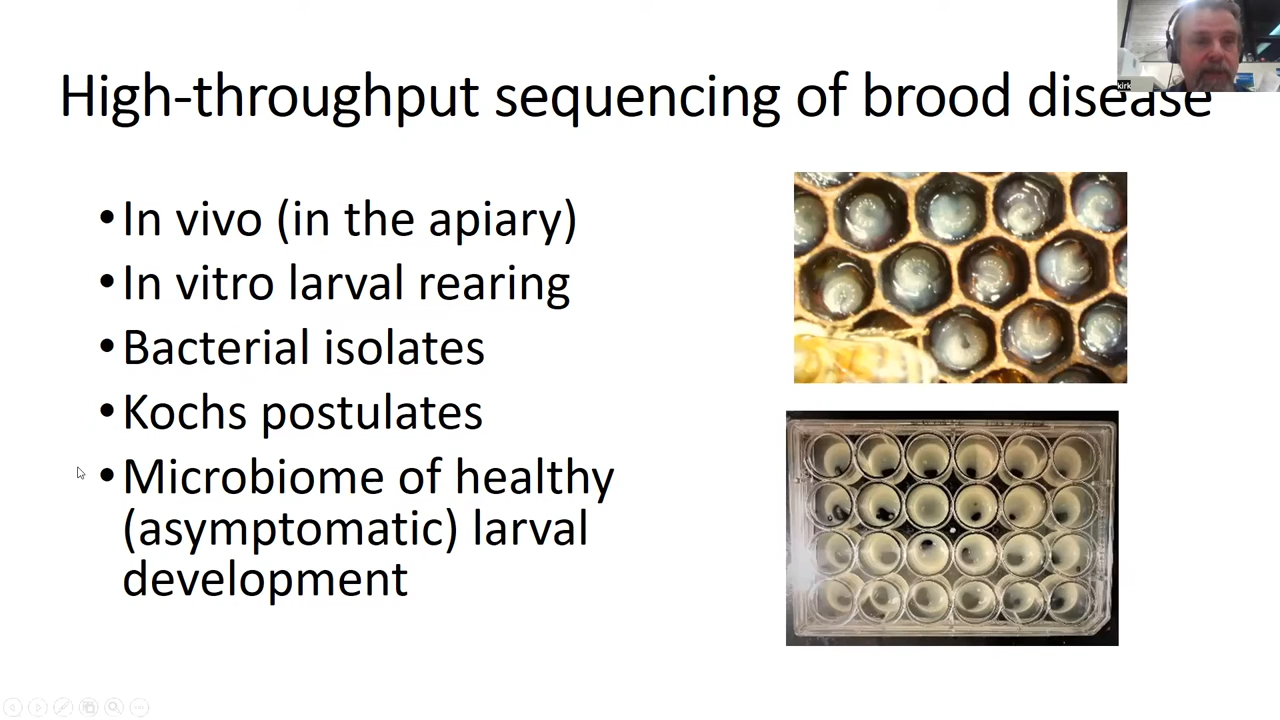 High-throughput sequencing of brood disease
kirk
•In vivo (in the apiary)
•In vitro larval rearing
•Bacterial isolates
•Kochs postulates
•Microbiome of healthy
(asymptomatic) larval
development